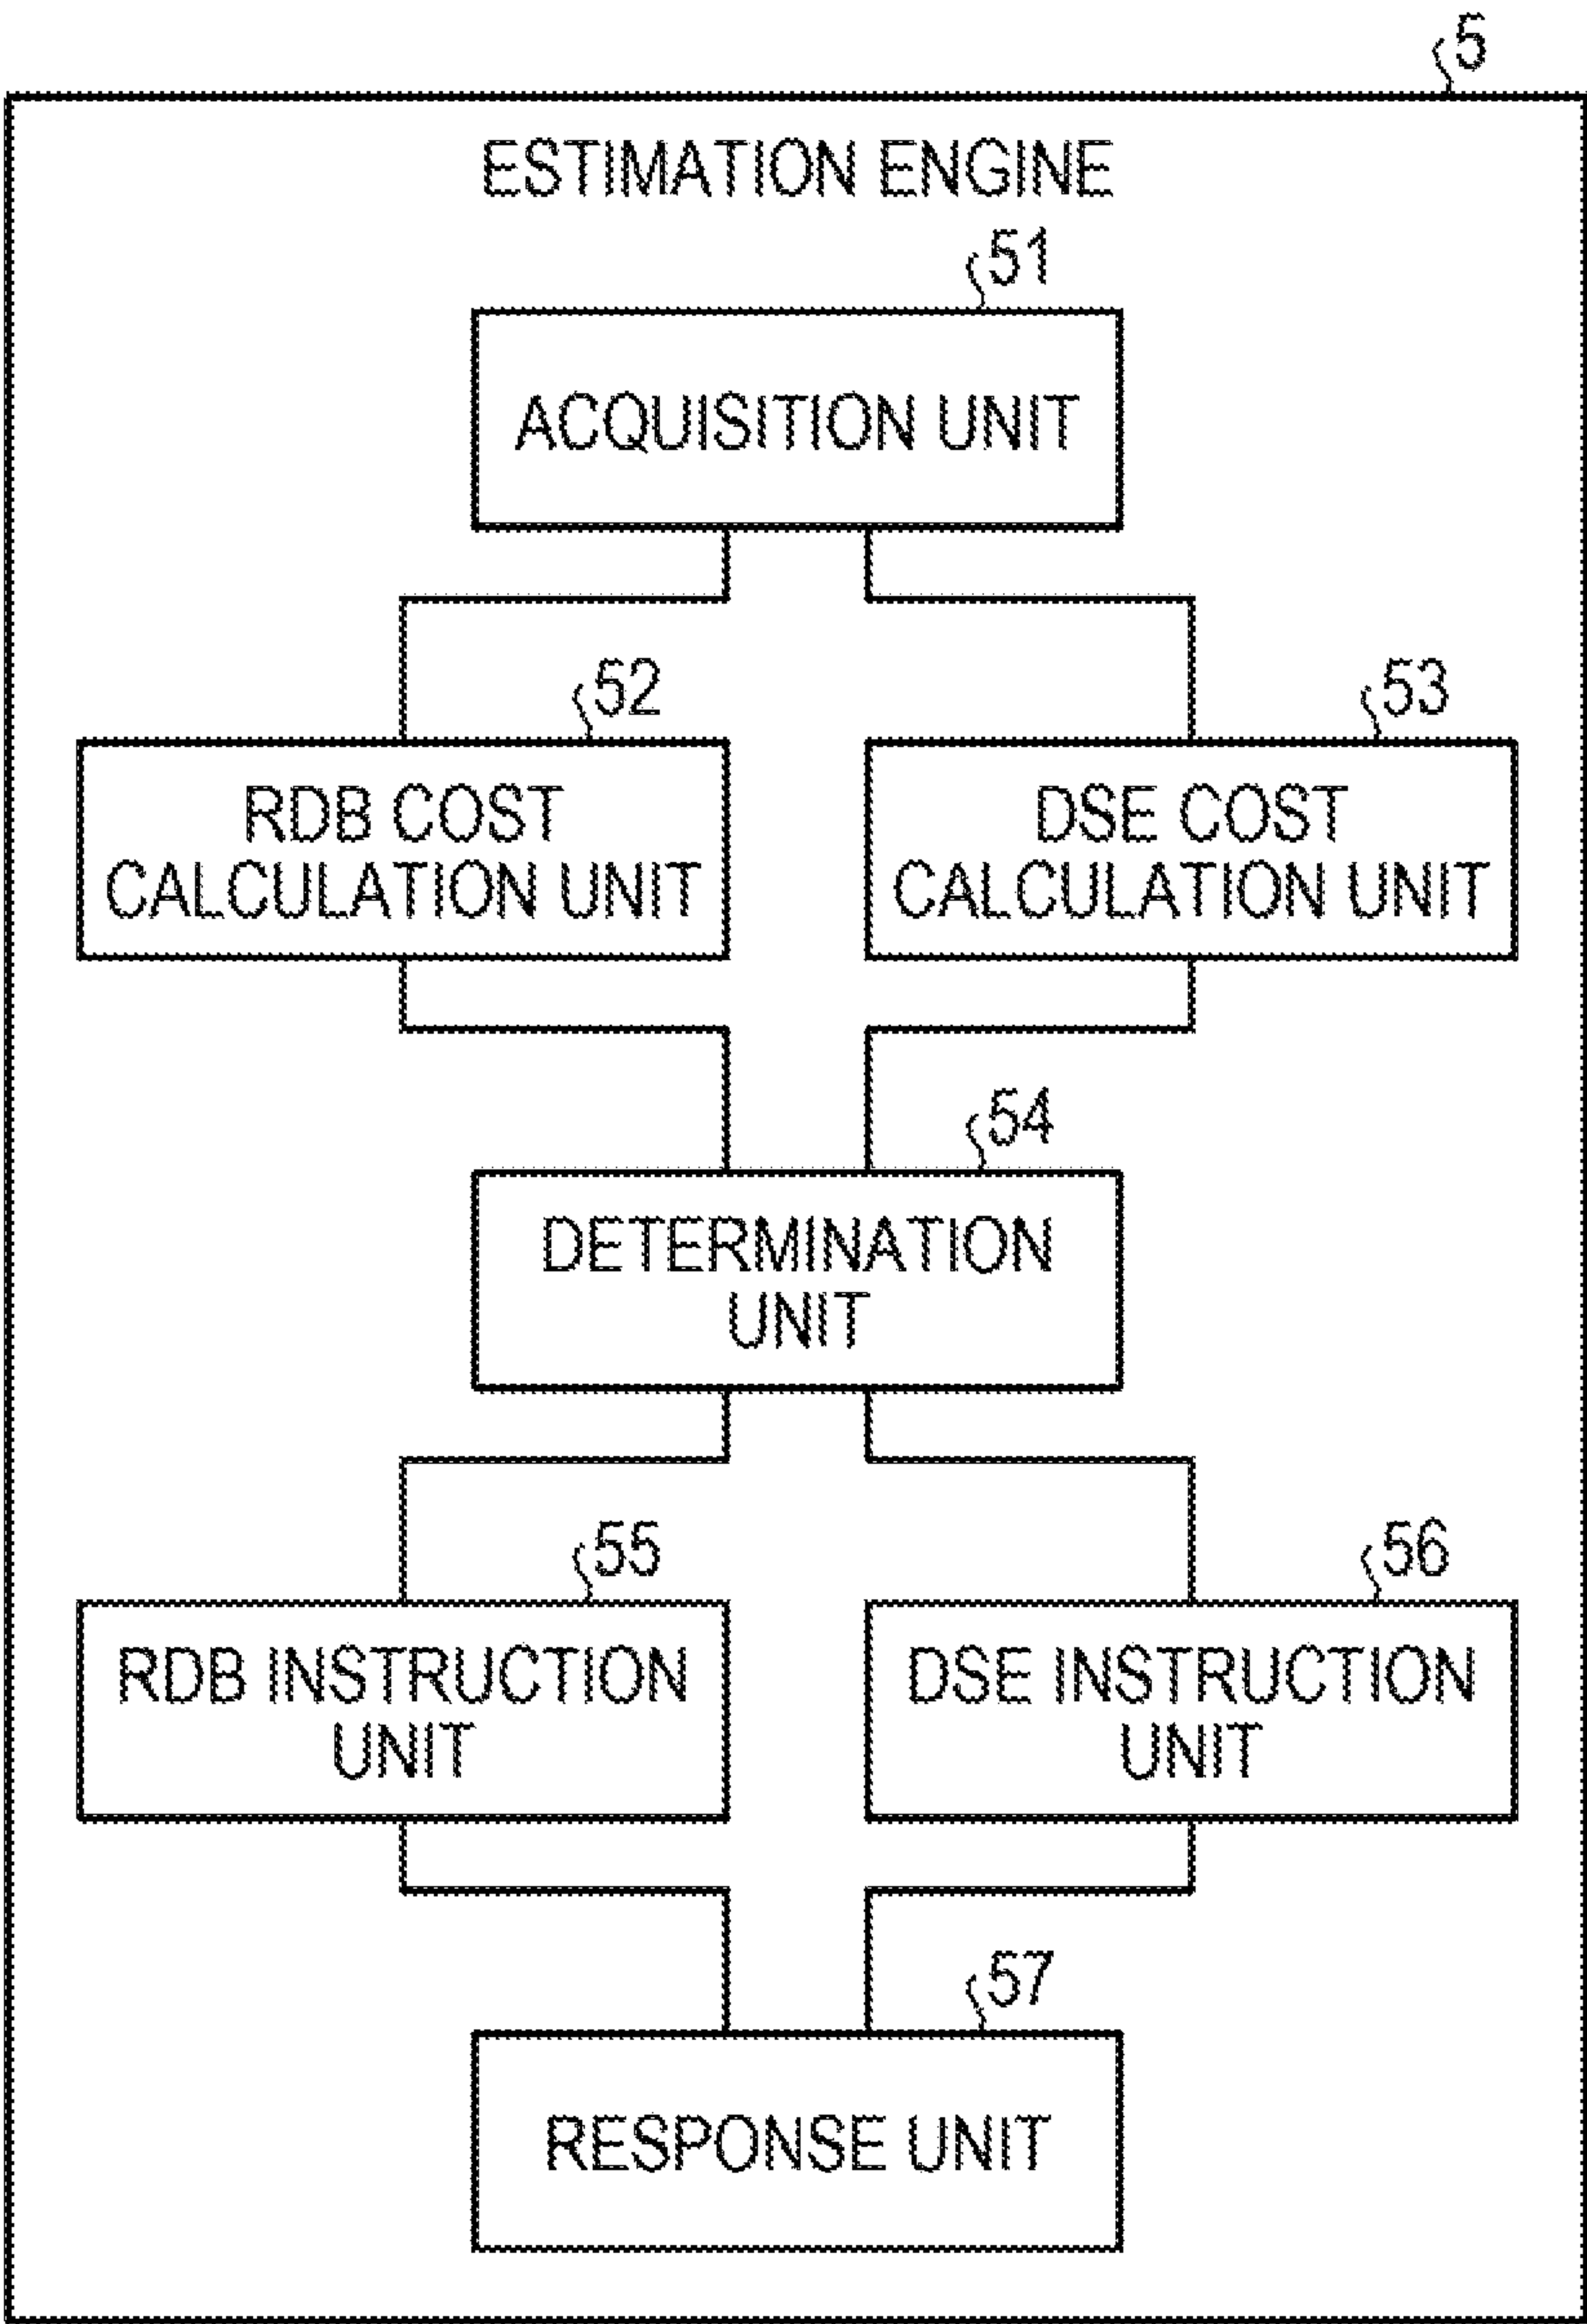 5
ESTIMATION ENGINE
51
ACQUISITION UNIT
52
53
RDB COST
CALCULATION UNIT
DSE COST
CALCULATION UNIT
54
DETERMINATION
UNIT
55
56
RDB INSTRUCTION
UNIT
DSE INSTRUCTION
UNIT
57
RESPONSE UNIT